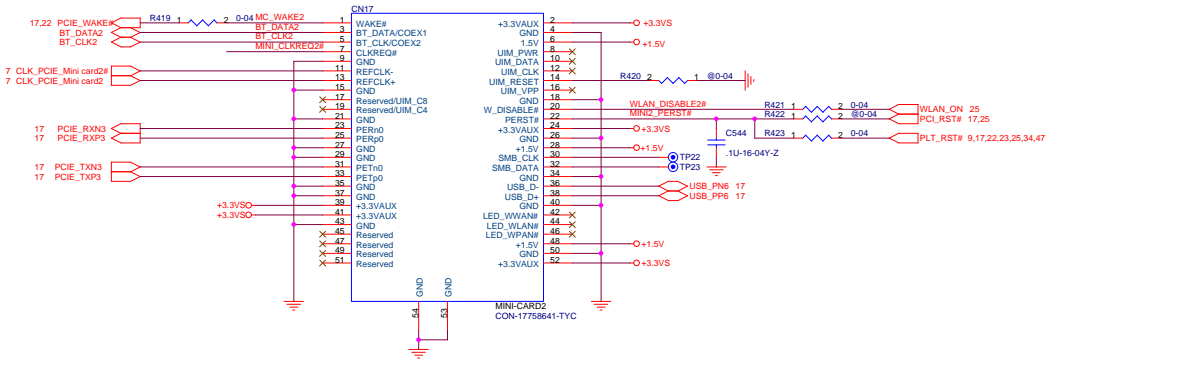 CN17
17,22 PCIE_WAKE# R419 1 2 0-04 MC_WAKE2 1 WAKE# +3.3VAUX 2 +3.3VS
BT_DATA2 BT_DATA2 3 BT_DATA/COEX1 GND 4
BT_CLK2 BT_CLK2 5 BT_CLK/COEX2 1.5V 6 +1.5V
MINI_CLKREQ2# 7 CLKREQ# UIM_PWR 8
9 GND UIM_DATA 10
7 CLK_PCIE_Mini card2# 11 REFCLK- UIM_CLK 12
7 CLK_PCIE_Mini card2 13 REFCLK+ UIM_RESET 14 R420 2 1 @0-04
15 GND UIM_VPP 16
17 Reserved/UIM_C8 GND 18
19 Reserved/UIM_C4 W_DISABLE# 20 WLAN_DISABLE2# R421 1 2 0-04 WLAN_ON 25
21 GND PERST# 22 MINI2_PERST# R422 1 2 @0-04 PCI_RST# 17,25
17 PCIE_RXN3 23 PERn0 +3.3VAUX 24 +3.3VS
17 PCIE_RXP3 25 PERp0 GND 26 C544 R423 1 2 0-04 PLT_RST# 9,17,22,23,25,34,47
27 GND +1.5V 28 +1.5V .1U-16-04Y-Z
29 GND SMB_CLK 30 TP22
17 PCIE_TXN3 31 PETn0 SMB_DATA 32 TP23
17 PCIE_TXP3 33 PETp0 GND 34
35 GND USB_D- 36 USB_PN6 17
37 GND USB_D+ 38 USB_PP6 17
+3.3VS 39 +3.3VAUX GND 40
+3.3VS 41 +3.3VAUX LED_WWAN# 42
43 GND LED_WLAN# 44
45 Reserved LED_WPAN# 46
47 Reserved +1.5V 48 +1.5V
49 Reserved GND 50
51 Reserved +3.3VAUX 52 +3.3VS
GND GND
54 53
MINI-CARD2
CON-17758641-TYC